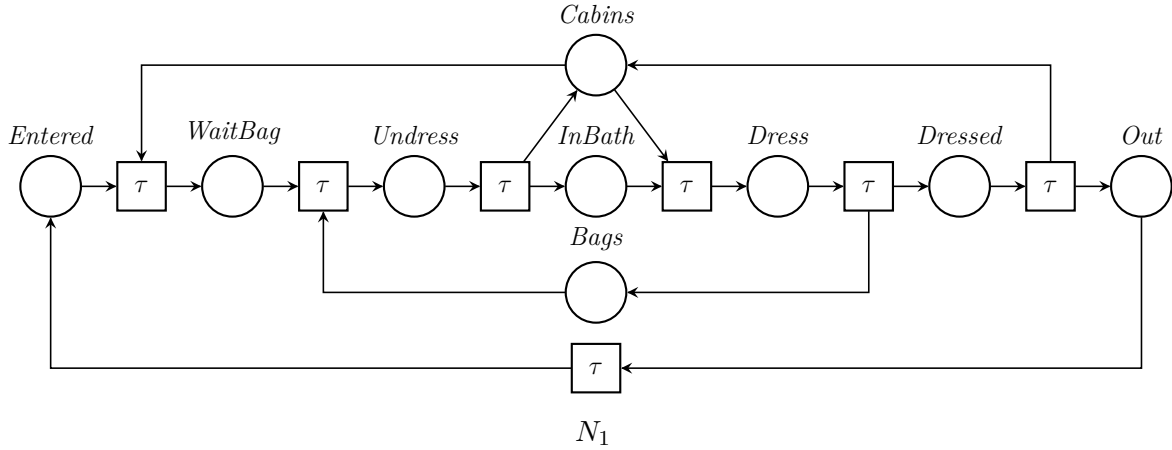 Cabins
Entered WaitBag Undress InBath Dress Dressed Out
τ τ τ τ τ τ
Bags
τ
N₁